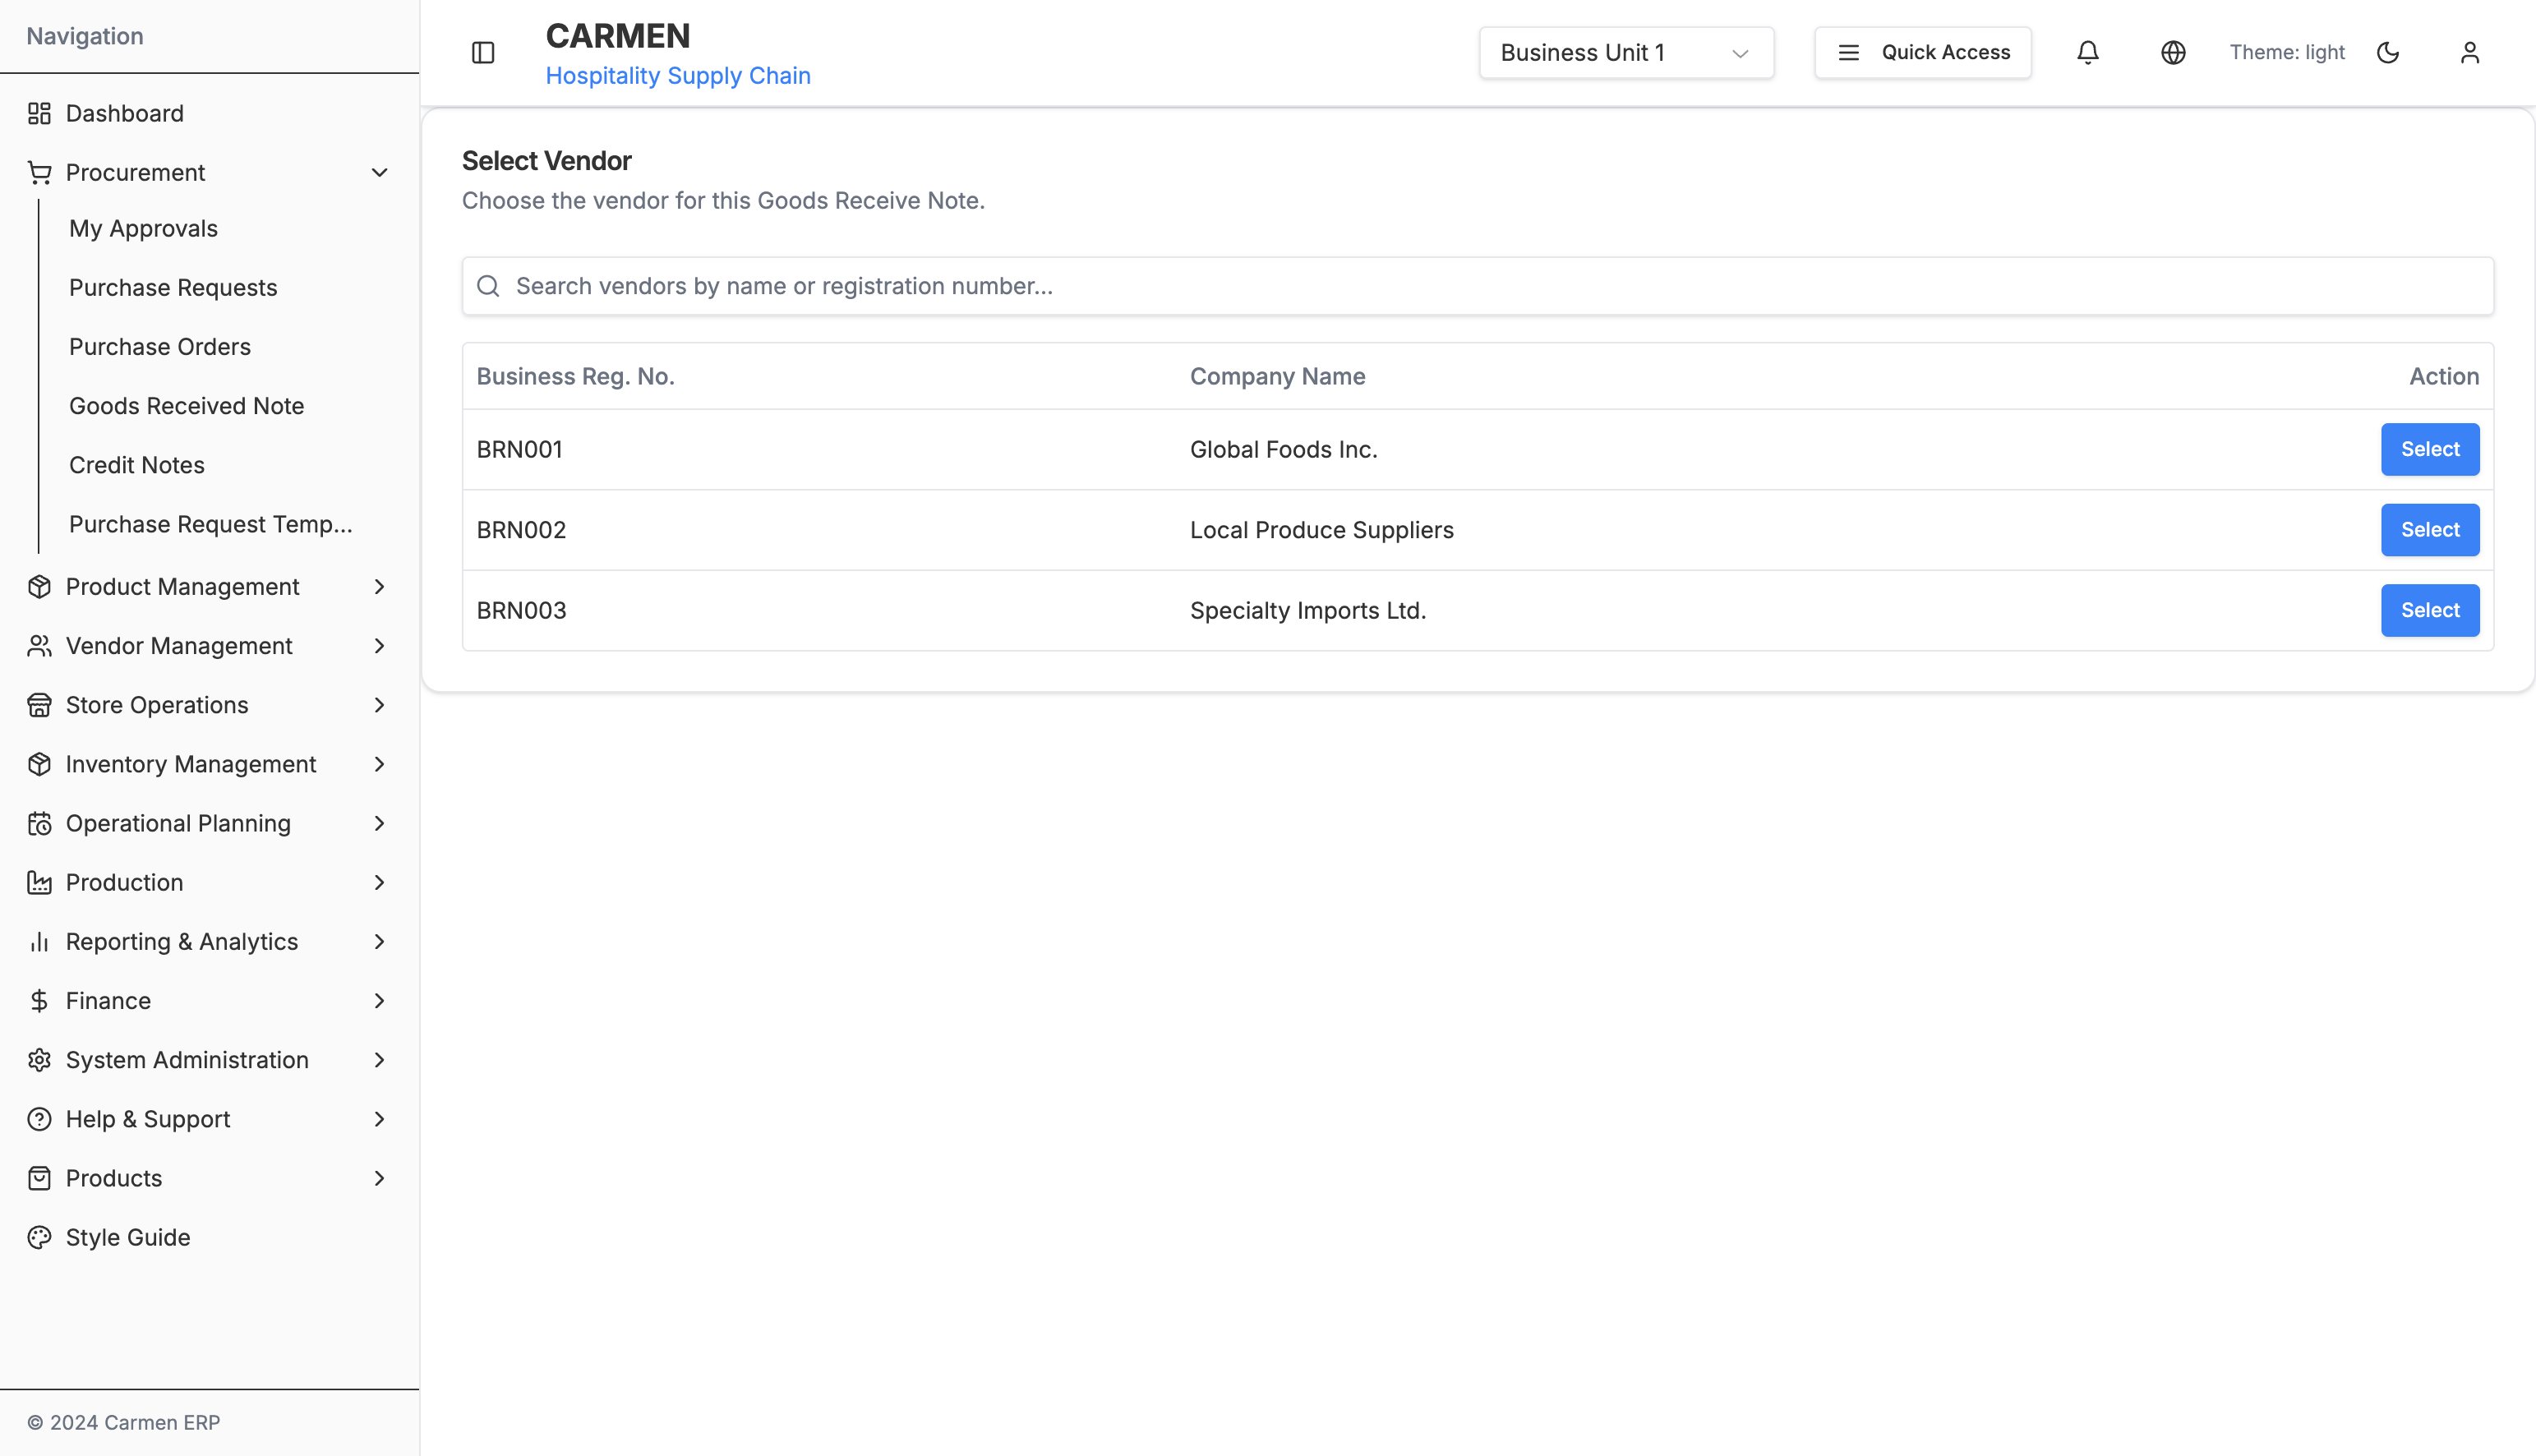 Navigation
Dashboard
Procurement
My Approvals
Purchase Requests
Purchase Orders
Goods Received Note
Credit Notes
Purchase Request Temp...
Product Management
Vendor Management
Store Operations
Inventory Management
Operational Planning
Production
Reporting & Analytics
Finance
System Administration
Help & Support
Products
Style Guide
© 2024 Carmen ERP
CARMEN
Hospitality Supply Chain
Business Unit 1
Quick Access
Theme: light
Select Vendor
Choose the vendor for this Goods Receive Note.
Search vendors by name or registration number...
Business Reg. No. Company Name Action
BRN001 Global Foods Inc. Select
BRN002 Local Produce Suppliers Select
BRN003 Specialty Imports Ltd. Select